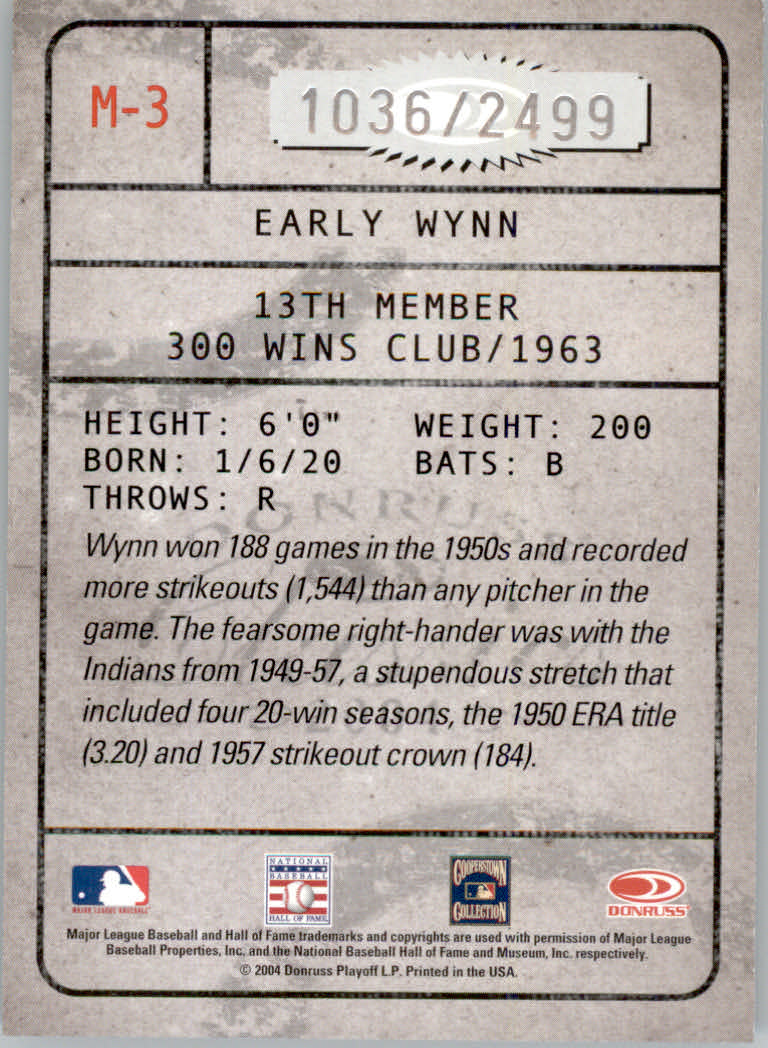 M-3
1036/2499
EARLY WYNN
13TH MEMBER
300 WINS CLUB/1963
HEIGHT: 6'0" WEIGHT: 200
BORN: 1/6/20 BATS: B
THROWS: R
DONRUSS
Wynn won 188 games in the 1950s and recorded
more strikeouts (1,544) than any pitcher in the
game. The fearsome right-hander was with the
Indians from 1949-57, a stupendous stretch that
included four 20-win seasons, the 1950 ERA title
(3.20) and 1957 strikeout crown (184).
MAJOR LEAGUE BASEBALL
NATIONAL
BASEBALL
HALL OF FAME
COOPERSTOWN
COLLECTION
DONRUSS
Major League Baseball and Hall of Fame trademarks and copyrights are used with permission of Major League
Baseball Properties, Inc. and the National Baseball Hall of Fame and Museum, Inc. respectively.
© 2004 Donruss Playoff L.P. Printed in the USA.